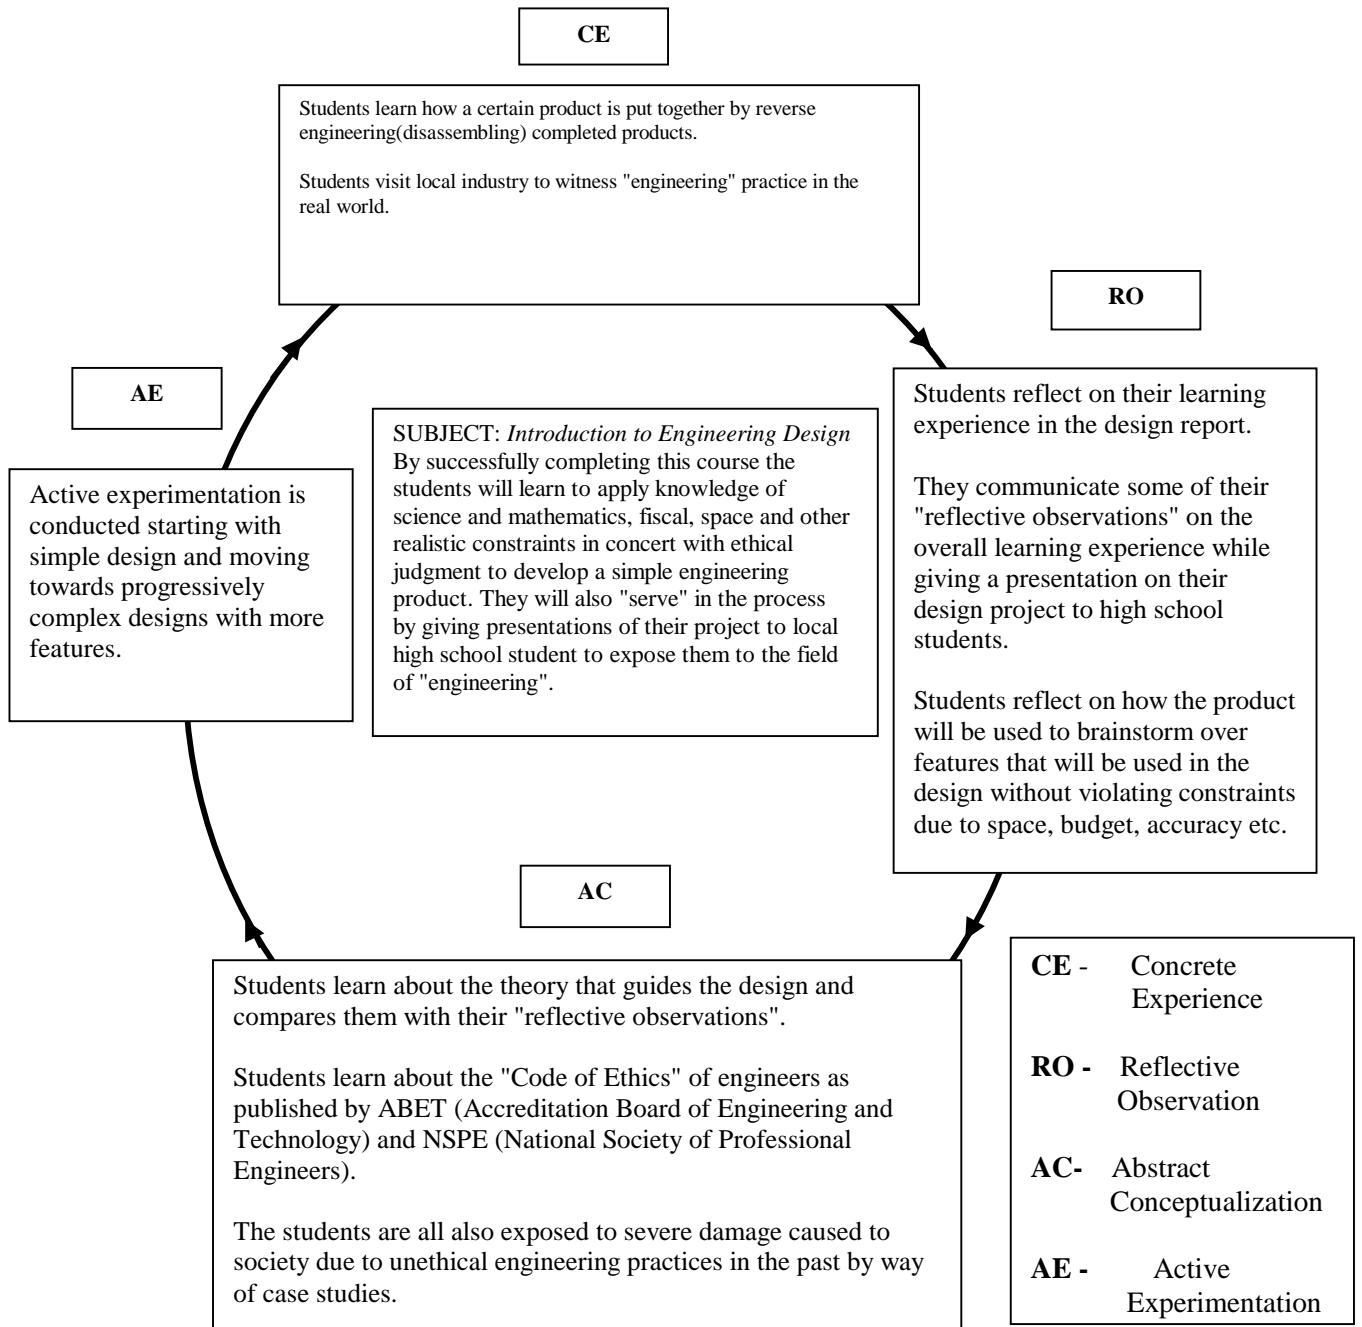 CE
Students learn how a certain product is put together by reverse
engineering(disassembling) completed products.
Students visit local industry to witness "engineering" practice in the
real world.
RO
Students reflect on their learning
experience in the design report.
They communicate some of their
"reflective observations" on the
overall learning experience while
giving a presentation on their
design project to high school
students.
Students reflect on how the product
will be used to brainstorm over
features that will be used in the
design without violating constraints
due to space, budget, accuracy etc.
AE
Active experimentation is
conducted starting with
simple design and moving
towards progressively
complex designs with more
features.
SUBJECT: Introduction to Engineering Design
By successfully completing this course the
students will learn to apply knowledge of
science and mathematics, fiscal, space and other
realistic constraints in concert with ethical
judgment to develop a simple engineering
product. They will also "serve" in the process
by giving presentations of their project to local
high school student to expose them to the field
of "engineering".
AC
Students learn about the theory that guides the design and
compares them with their "reflective observations".
Students learn about the "Code of Ethics" of engineers as
published by ABET (Accreditation Board of Engineering and
Technology) and NSPE (National Society of Professional
Engineers).
The students are all also exposed to severe damage caused to
society due to unethical engineering practices in the past by way
of case studies.
CE - Concrete
Experience
RO - Reflective
Observation
AC- Abstract
Conceptualization
AE - Active
Experimentation